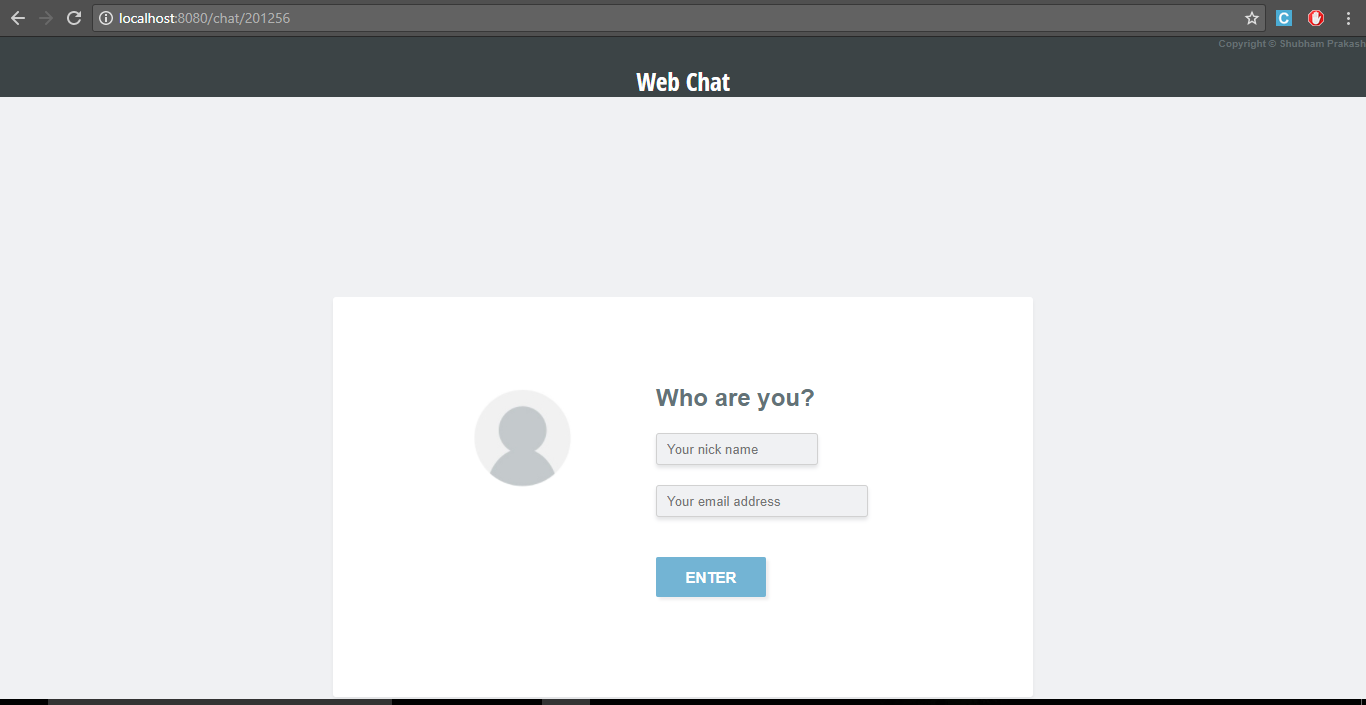 localhost:8080/chat/201256
C
Copyright © Shubham Prakash
Web Chat
Who are you?
Your nick name
Your email address
ENTER